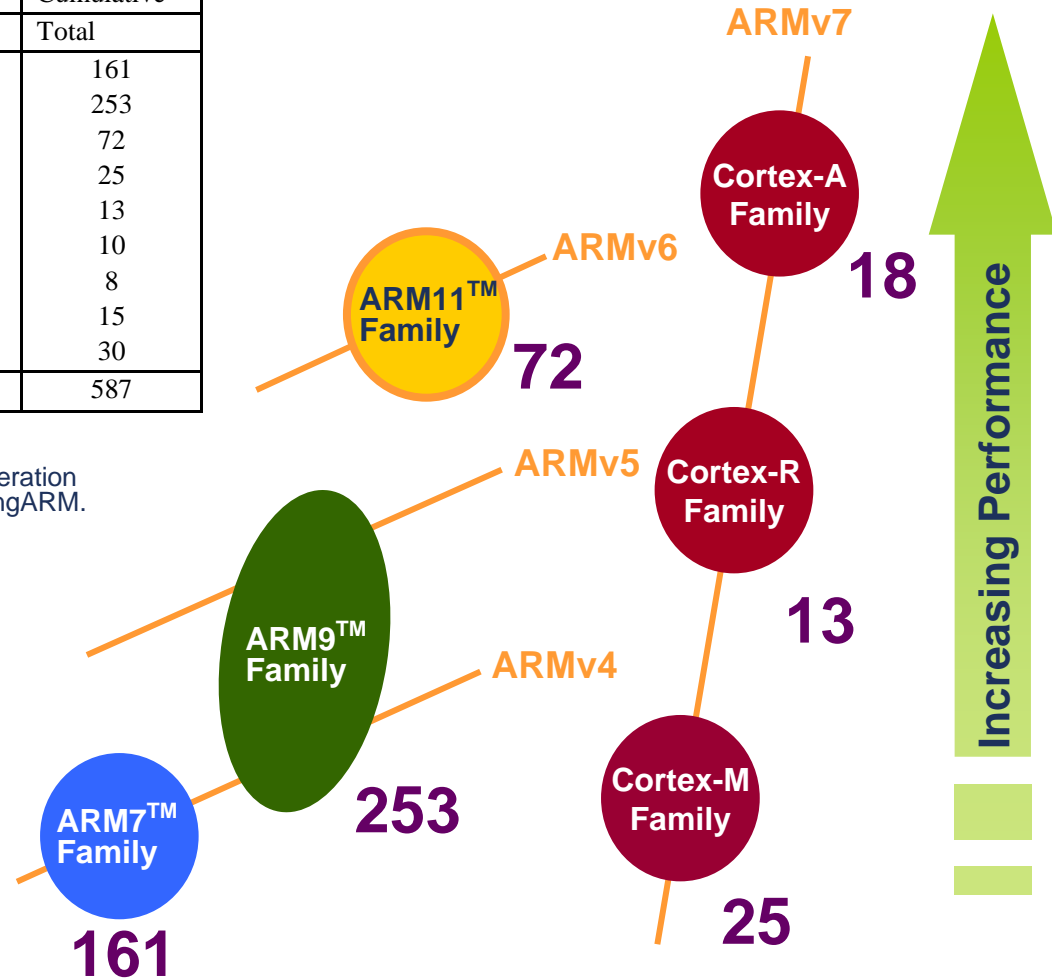 Cumulative
Total
161
253
72
25
13
10
8
15
30
587
eration
ngARM.
ARMv7
Cortex-A
Family
18
ARMv6
ARM11™
Family
72
ARMv5
Cortex-R
Family
13
ARM9™
Family
253
ARMv4
Cortex-M
Family
25
ARM7™
Family
161
Increasing Performance